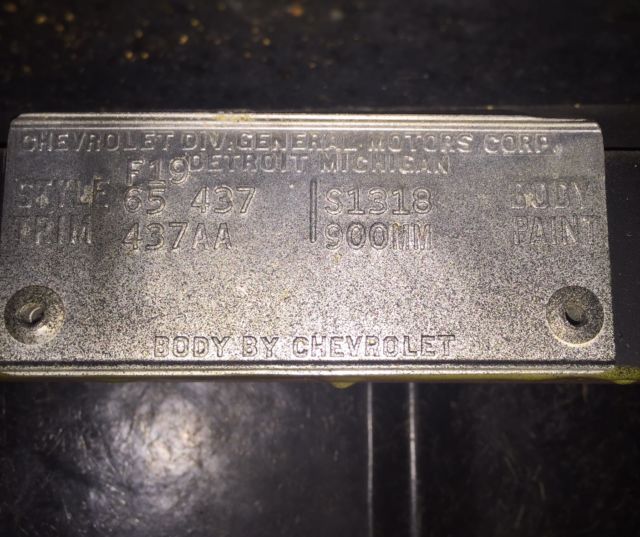 CHEVROLET DIV. GENERAL MOTORS CORP.
DETROIT MICHIGAN
F19
STYLE 65 437 S1318 BODY
TRIM 437AA 900MM PAINT
BODY BY CHEVROLET